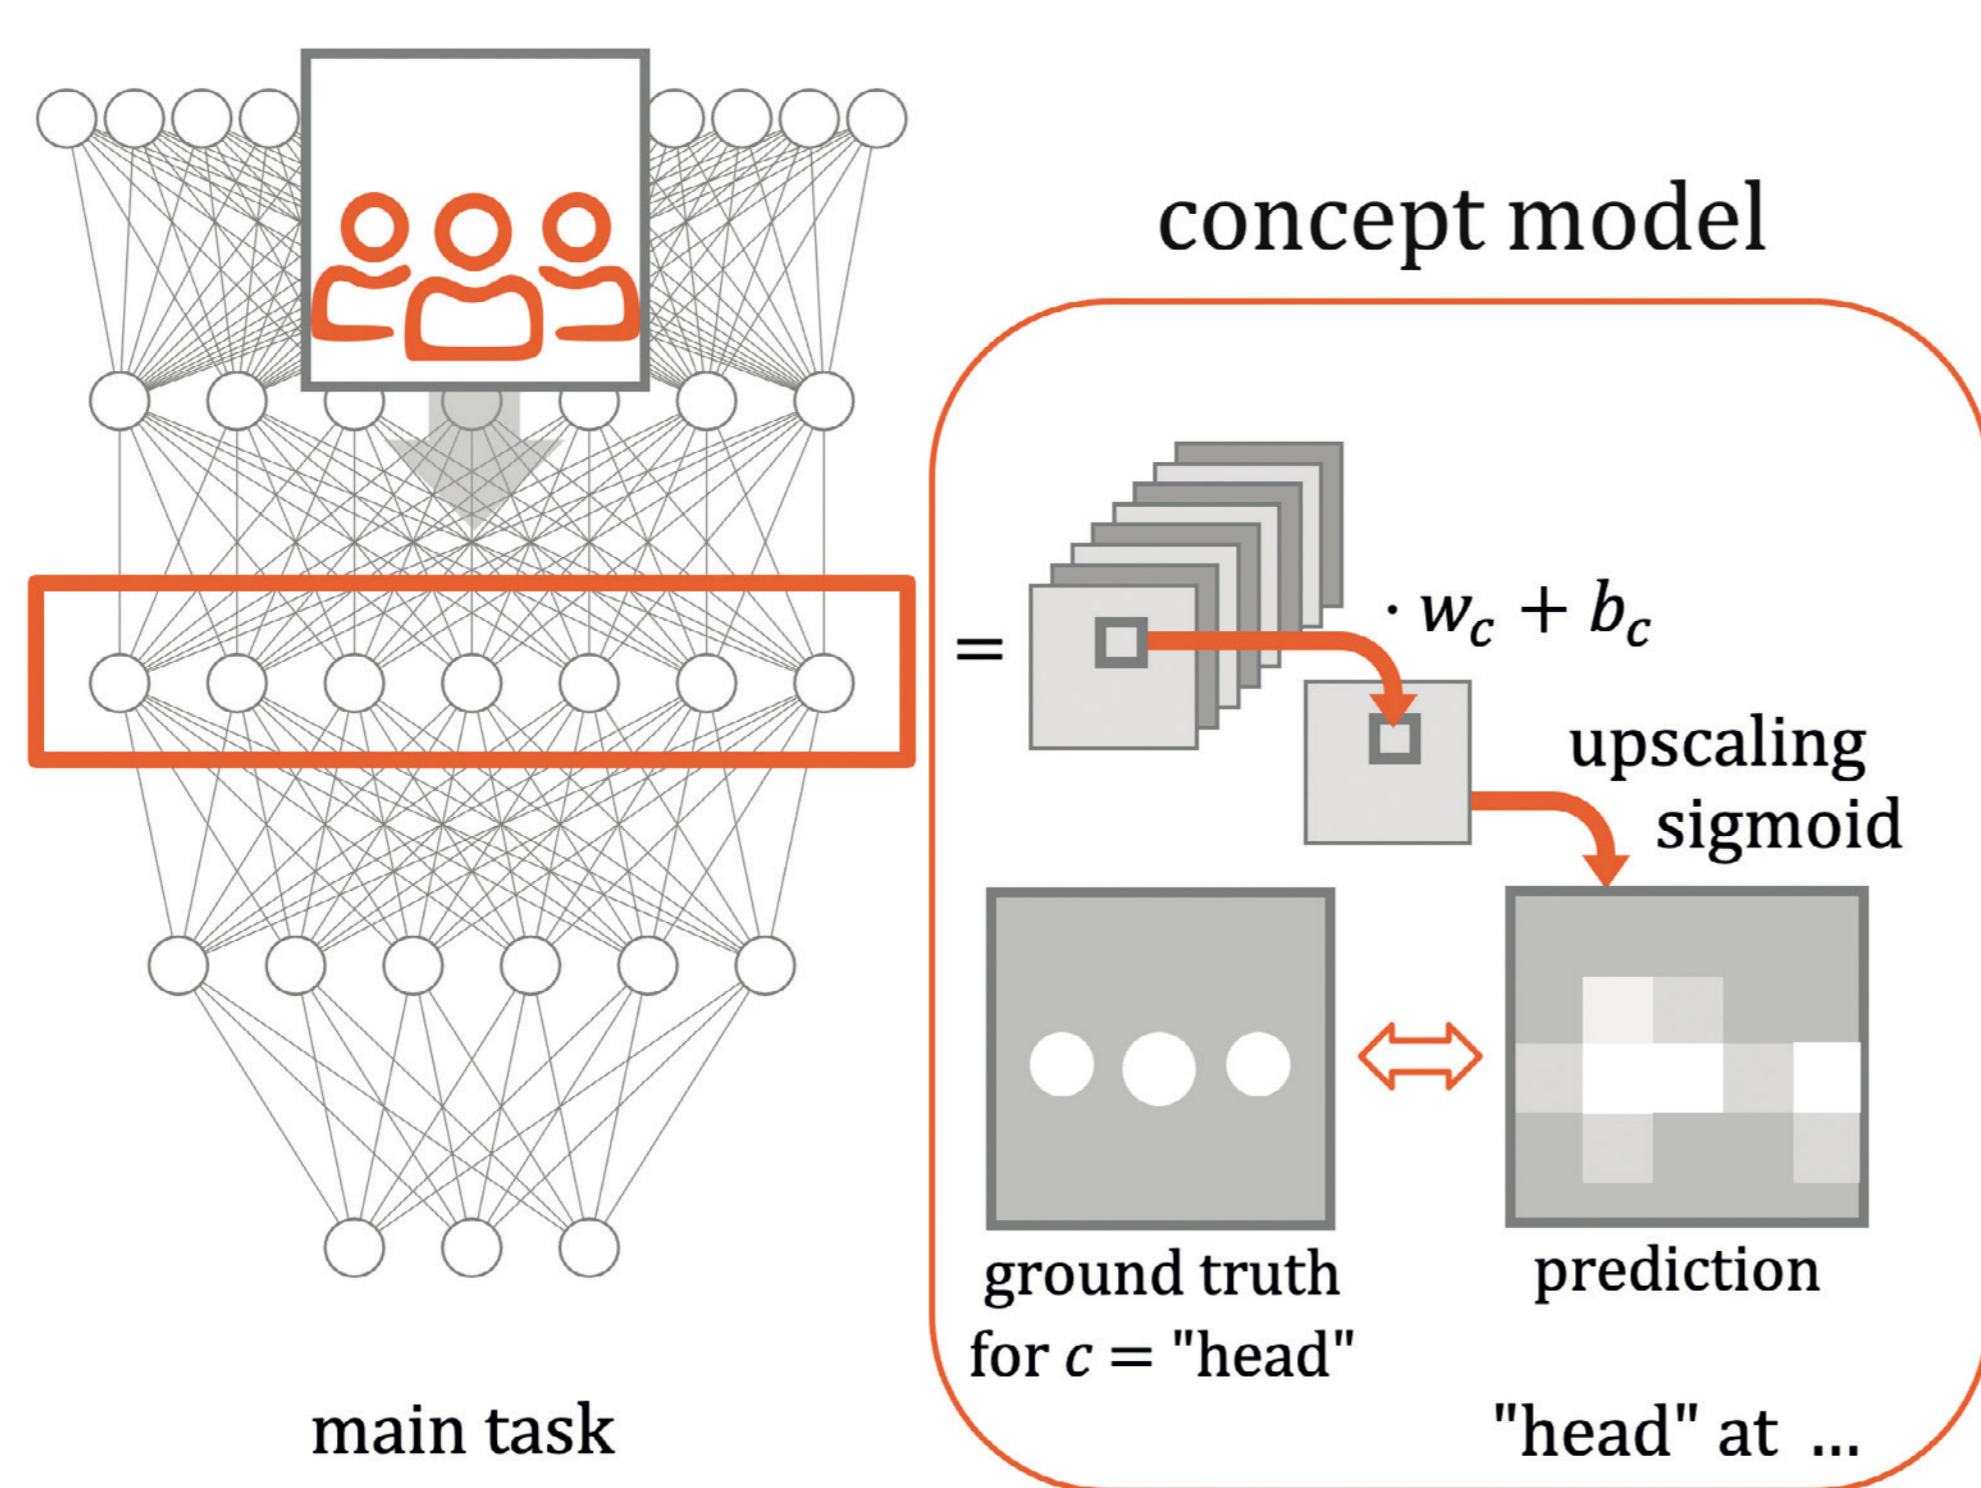 concept model
=
· w_c + b_c
upscaling
sigmoid
ground truth
for c = "head"
prediction
main task
"head" at ...